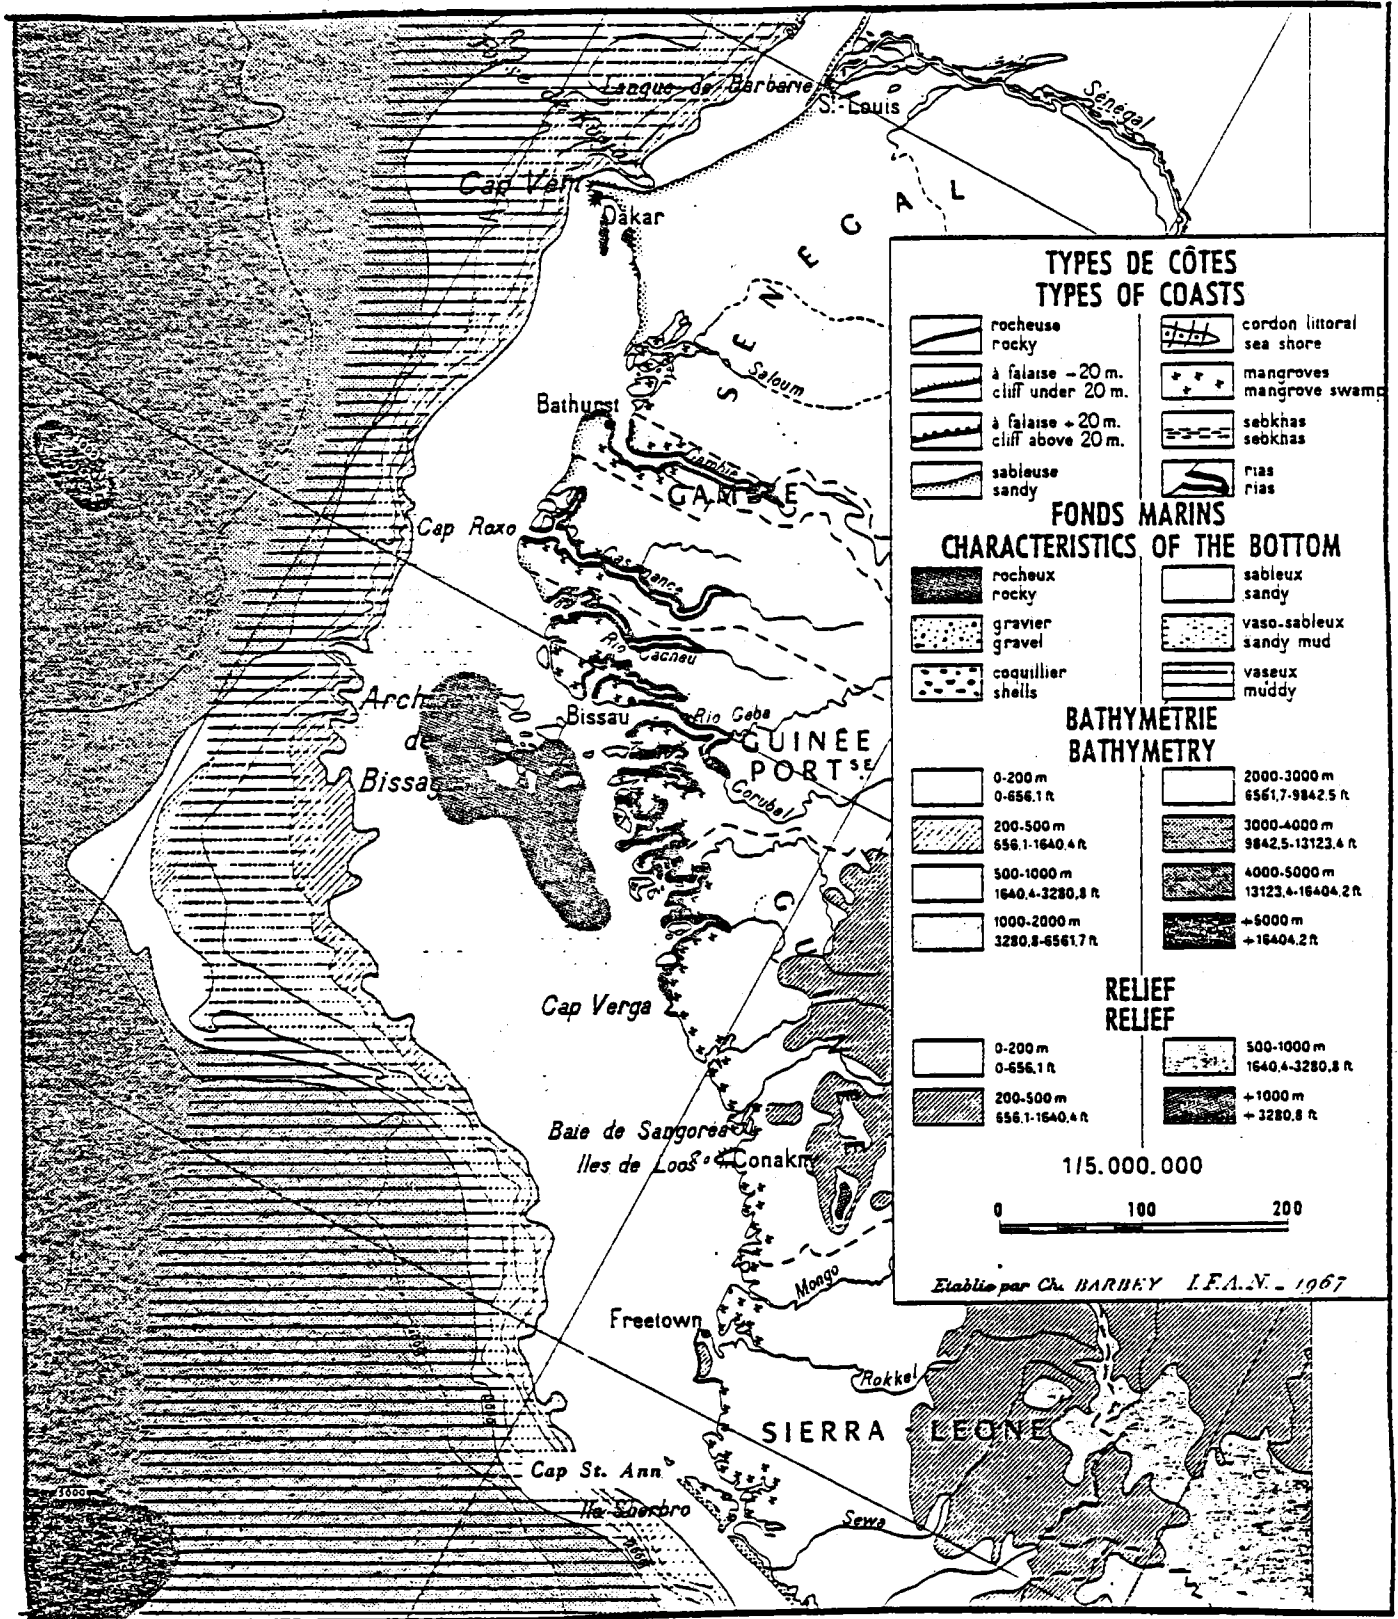 Langue de Barbarie
St-Louis
Sénégal
Cap Vert
Dakar
SENEGAL
Saloum
Bathurst
Gambie
GAMBIE
Cap Roxo
Casamance
Rio Cacheu
Arch
de
Bissag
Bissau
Rio Geba
GUINÉE
PORTSE
Corubal
GUINEE
Cap Verga
Baie de Sangoréa
Iles de Loos
Conakry
Mongo
Freetown
Rokkel
SIERRA - LEONE
Cap St. Ann
Ile Sherbro
Sewa
5000
TYPES DE CÔTES
TYPES OF COASTS
rocheuse
rocky
à falaise - 20 m.
cliff under 20 m.
à falaise + 20 m.
cliff above 20 m.
sableuse
sandy
cordon littoral
sea shore
mangroves
mangrove swamp
sebkhas
sebkhas
rias
rias
FONDS MARINS
CHARACTERISTICS OF THE BOTTOM
rocheux
rocky
gravier
gravel
coquillier
shells
sableux
sandy
vaso-sableux
sandy mud
vaseux
muddy
BATHYMETRIE
BATHYMETRY
0-200 m
0-656,1 ft
200-500 m
656,1-1640,4 ft
500-1000 m
1640,4-3280,8 ft
1000-2000 m
3280,8-6561,7 ft
2000-3000 m
6561,7-9842,5 ft
3000-4000 m
9842,5-13123,4 ft
4000-5000 m
13123,4-16404,2 ft
+5000 m
+16404,2 ft
RELIEF
RELIEF
0-200 m
0-656,1 ft
200-500 m
656,1-1640,4 ft
500-1000 m
1640,4-3280,8 ft
+1000 m
+3280,8 ft
1/5.000.000
0 100 200
Etablie par Ch. BARBEY I.F.A.N. - 1967